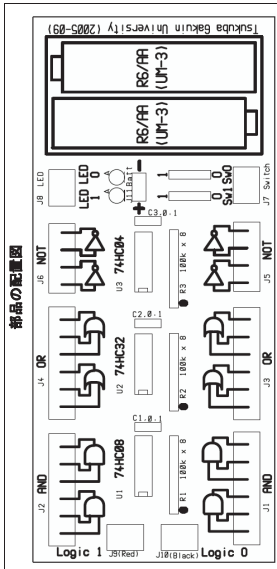 部品の配置図
Tsukuba Gakuin University (2005-09)
R6/AA
(UM-3)
R6/AA
(UM-3)
J8 LED
LED LED
1 0
J11Batt
+
-
1 0
1 0
SW1 SW0
J7 Switch
J6 NOT
U3 74HC04
C3 0.1
R3 100k x 8
J5 NOT
J4 OR
U2 74HC32
C2 0.1
R2 100k x 8
J3 OR
J2 AND
U1 74HC08
C1 0.1
R1 100k x 8
J1 AND
Logic 1
J9(Red)
J10(Black)
Logic 0